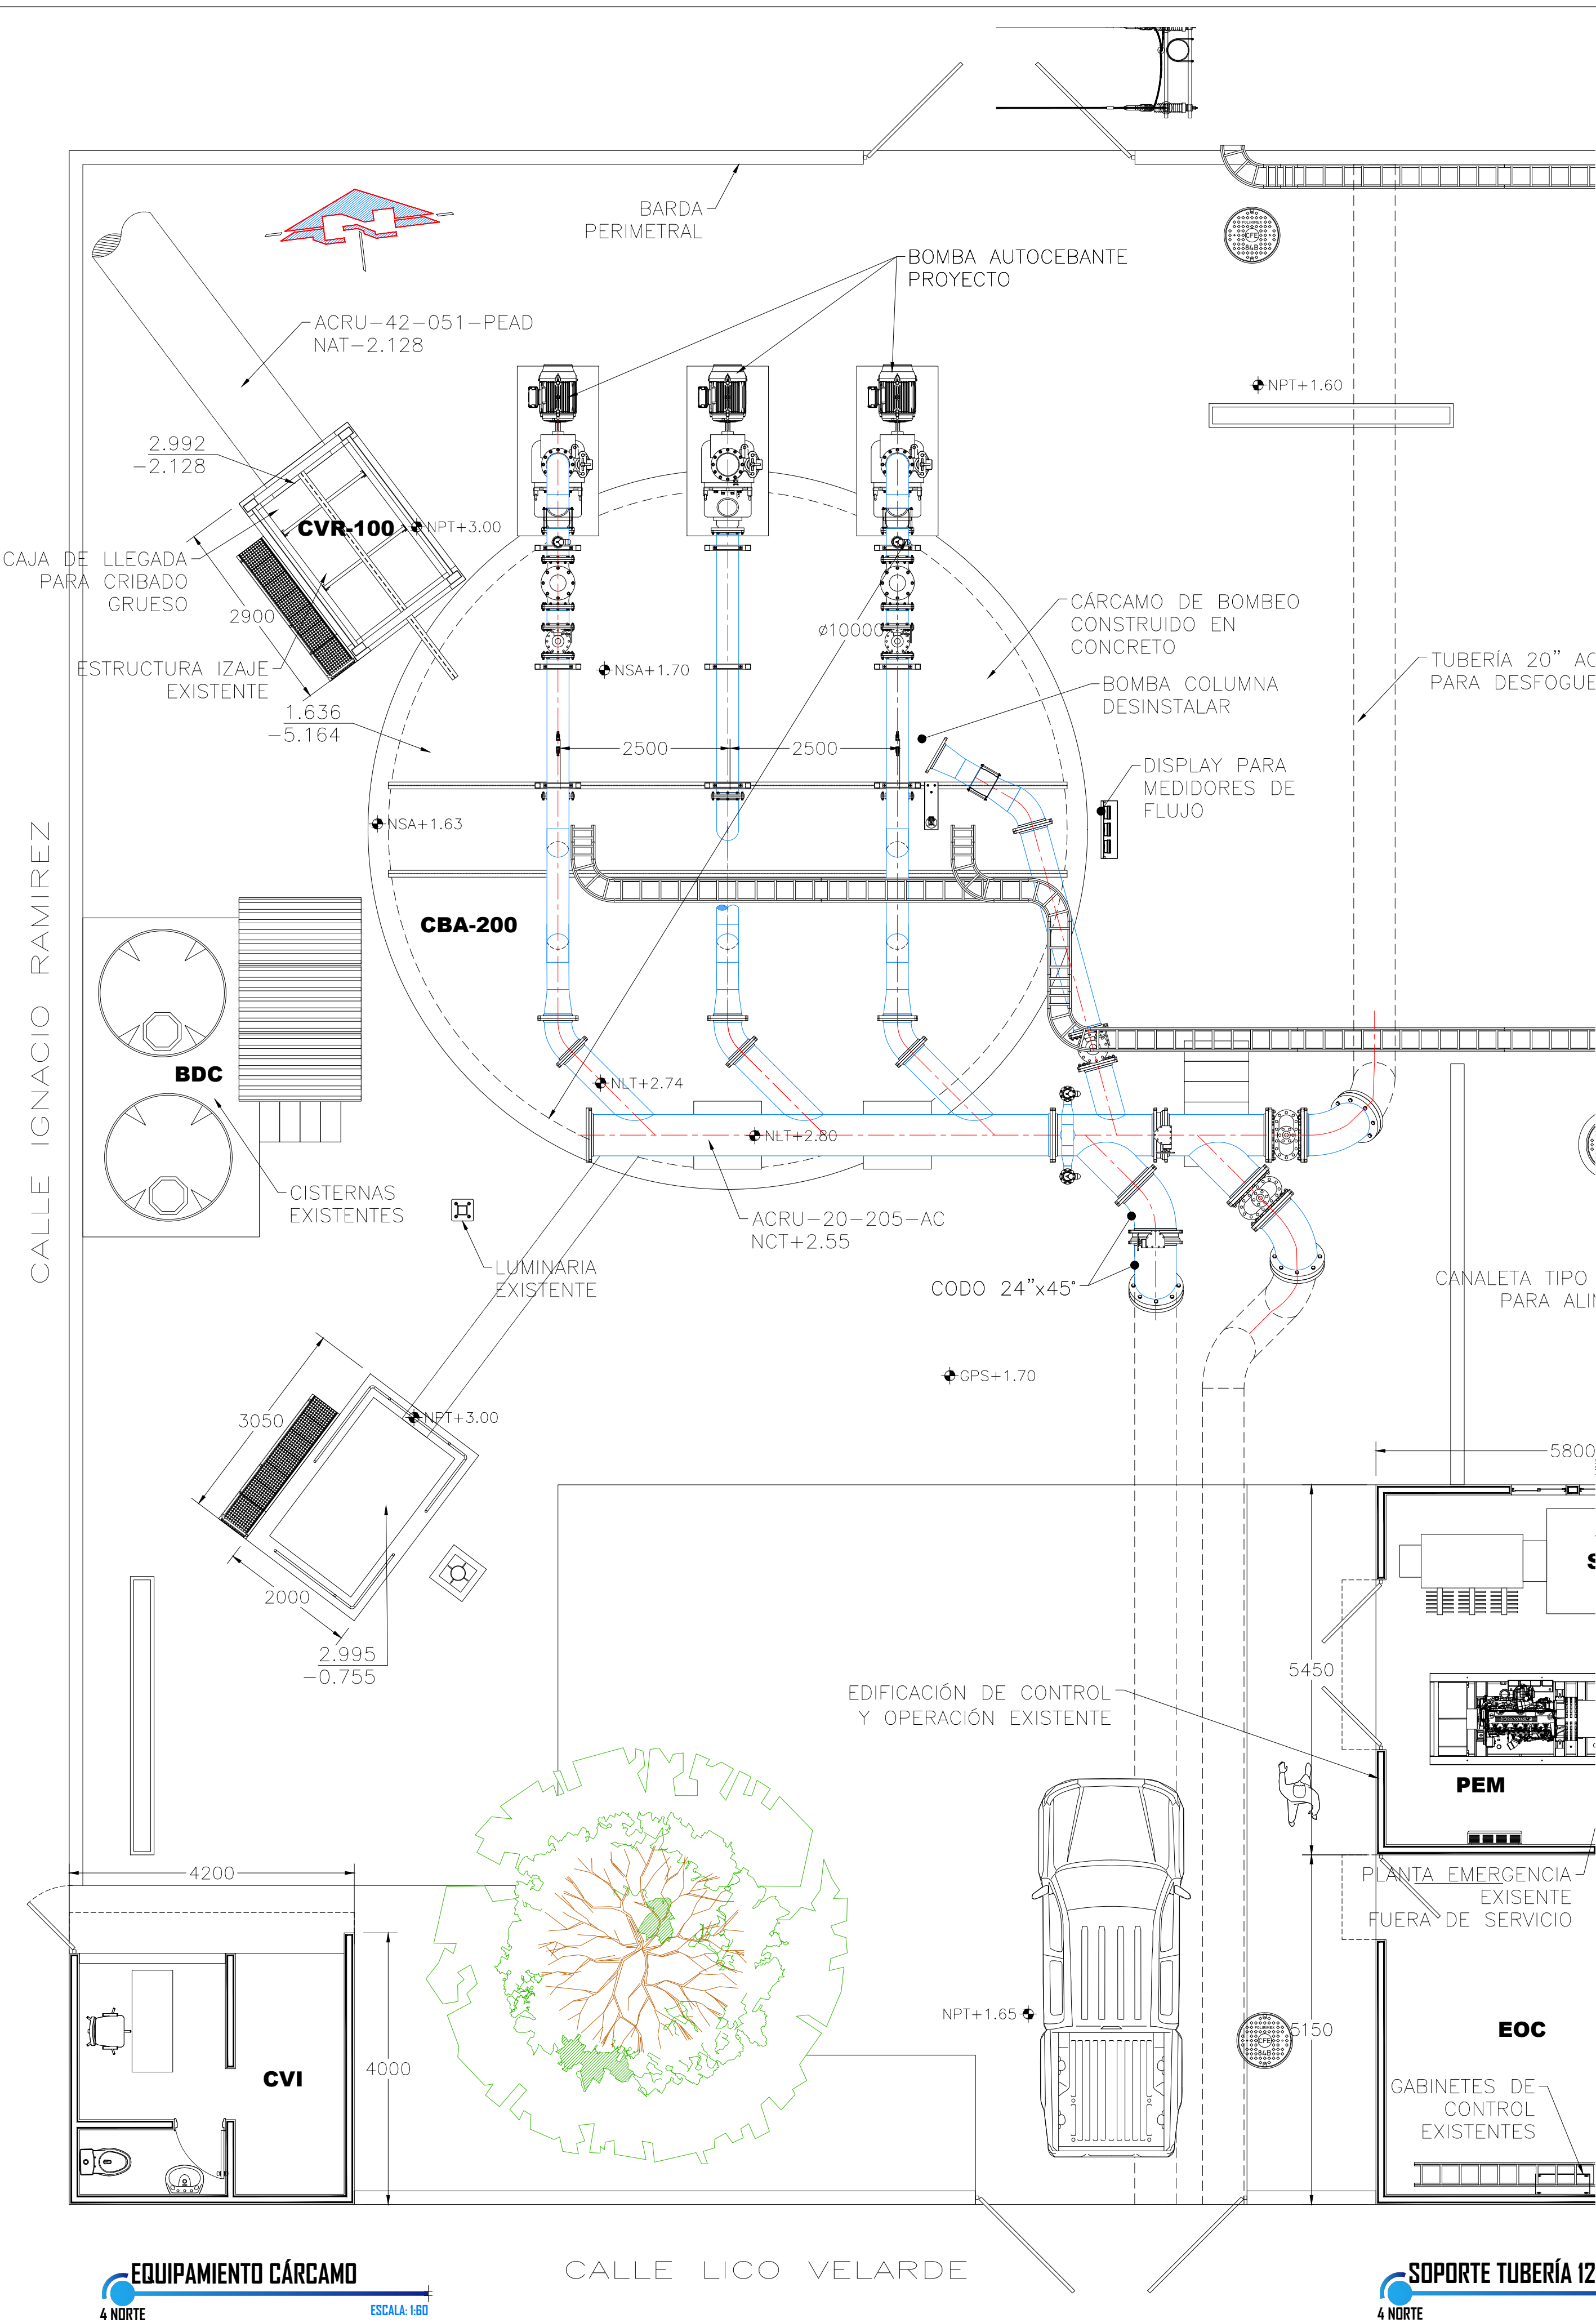 BARDA
PERIMETRAL
BOMBA AUTOCEBANTE
PROYECTO
POLIRIMEX
CFE
84B
ACRU-42-051-PEAD
NAT-2.128
NPT+1.60
2.992
-2.128
CVR-100
NPT+3.00
CAJA DE LLEGADA
PARA CRIBADO
GRUESO
2900
ESTRUCTURA IZAJE
EXISTENTE
1.636
-5.164
ø10000
NSA+1.70
CÁRCAMO DE BOMBEO
CONSTRUIDO EN
CONCRETO
TUBERÍA 20" AC
PARA DESFOGUE
BOMBA COLUMNA
DESINSTALAR
2500
2500
DISPLAY PARA
MEDIDORES DE
FLUJO
NSA+1.63
CALLE IGNACIO RAMIREZ
CBA-200
BDC
NLT+2.74
NLT+2.80
CISTERNAS
EXISTENTES
ACRU-20-205-AC
NCT+2.55
LUMINARIA
EXISTENTE
CODO 24"x45°
CANALETA TIPO
PARA ALI
GPS+1.70
3050
NPT+3.00
5800
2000
2.995
-0.755
5450
EDIFICACIÓN DE CONTROL
Y OPERACIÓN EXISTENTE
PEM
4200
PLANTA EMERGENCIA
EXISENTE
FUERA DE SERVICIO
NPT+1.65
POLIRIMEX
CFE
84B
5150
EOC
4000
CVI
GABINETES DE
CONTROL
EXISTENTES
EQUIPAMIENTO CÁRCAMO
4 NORTE
ESCALA: 1:60
CALLE LICO VELARDE
SOPORTE TUBERÍA 12
4 NORTE